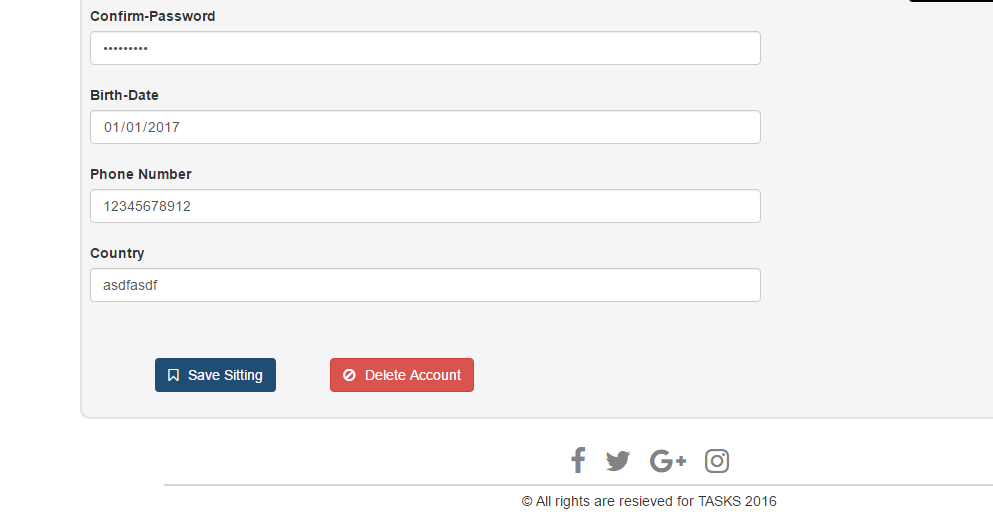 Confirm-Password
•••••••••
Birth-Date
01/01/2017
Phone Number
12345678912
Country
asdfasdf
Save Sitting Delete Account
© All rights are resieved for TASKS 2016